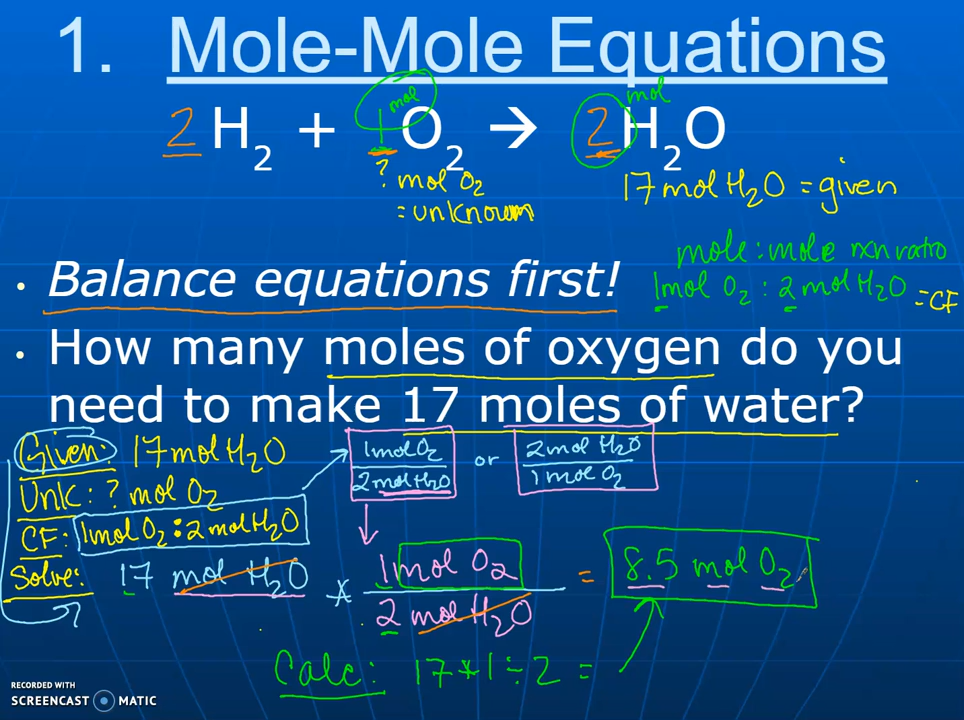 1. Mole-Mole Equations
mol mol
2 H2 + 1 O2 → 2 H2O
? mol O2
= unknown
17 mol H2O = given
mole : mole rxn ratio
1 mol O2 : 2 mol H2O = CF
• Balance equations first!
• How many moles of oxygen do you
need to make 17 moles of water?
Given: 17 mol H2O
Unk: ? mol O2
CF: 1 mol O2 : 2 mol H2O
1 mol O2
2 mol H2O
or
2 mol H2O
1 mol O2
Solve: 17 mol H2O * 1 mol O2 = 8.5 mol O2
2 mol H2O
Calc: 17 * 1 ÷ 2 =
RECORDED WITH
SCREENCAST MATIC